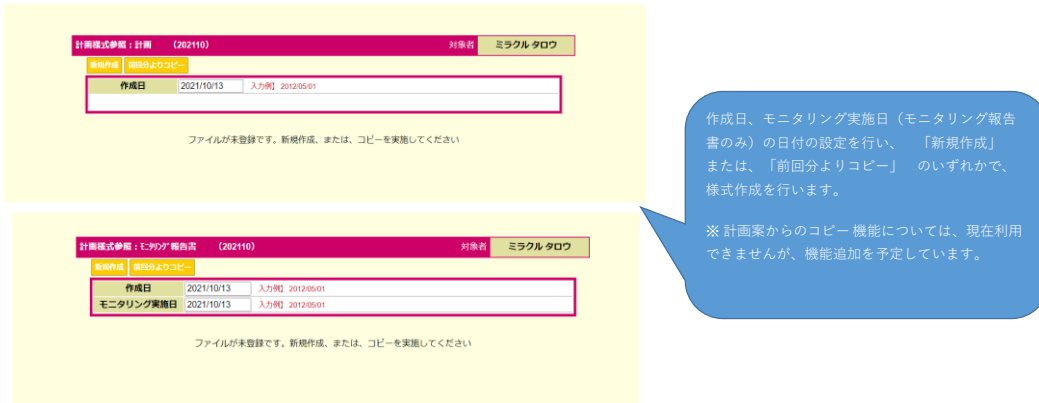 計画様式参照：計画　（202110）　対象者　ミラクル タロウ
新規作成　前回分よりコピー
作成日　2021/10/13　入力例】 2012/05/01
ファイルが未登録です。新規作成、または、コピーを実施してください
計画様式参照：ﾓﾆﾀﾘﾝｸﾞ報告書　（202110）　対象者　ミラクル タロウ
新規作成　前回分よりコピー
作成日　2021/10/13　入力例】 2012/05/01
モニタリング実施日　2021/10/13　入力例】 2012/05/01
ファイルが未登録です。新規作成、または、コピーを実施してください
作成日、モニタリング実施日（モニタリング報告
書のみ）の日付の設定を行い、　「新規作成」
または、「前回分よりコピー」　のいずれかで、
様式作成を行います。
※ 計画案からのコピー機能については、現在利用
できませんが、機能追加を予定しています。